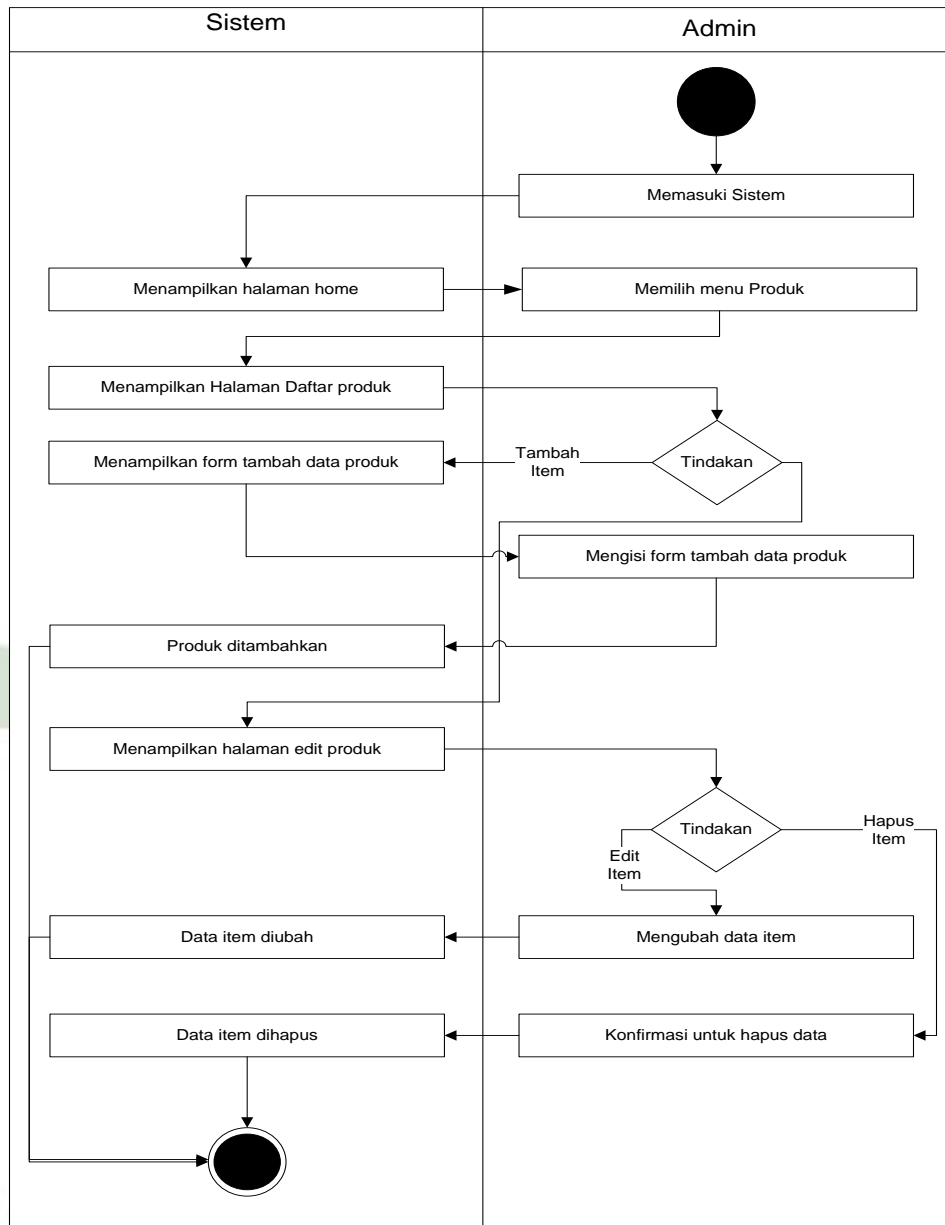 Sistem
Admin
Memasuki Sistem
Menampilkan halaman home
Memilih menu Produk
Menampilkan Halaman Daftar produk
Tindakan
Tambah
Item
Menampilkan form tambah data produk
Mengisi form tambah data produk
Produk ditambahkan
Menampilkan halaman edit produk
Tindakan
Hapus
Item
Edit
Item
Mengubah data item
Data item diubah
Konfirmasi untuk hapus data
Data item dihapus